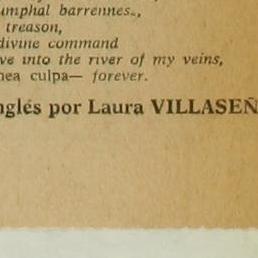 umphal barrennes..,
treason,
divine command
ve into the river of my veins,
nea culpa— forever.
nglés por Laura VILLASEÑ